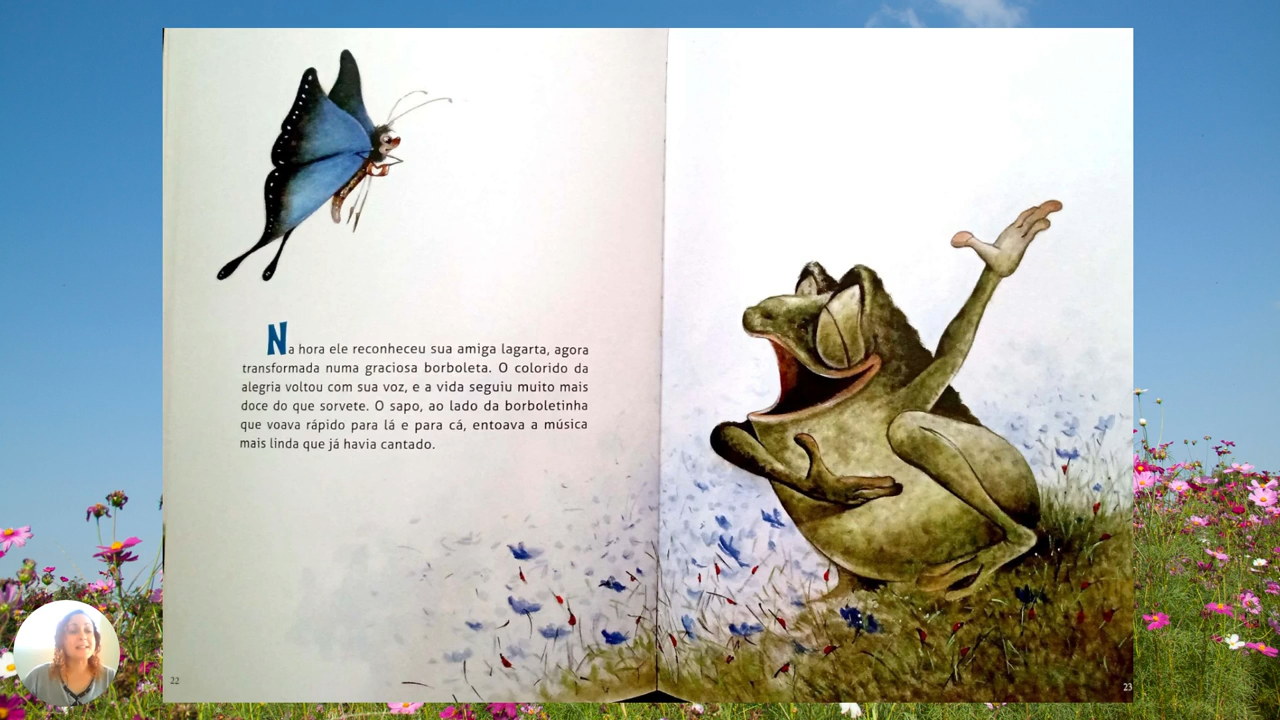 Na hora ele reconheceu sua amiga lagarta, agora
transformada numa graciosa borboleta. O colorido da
alegria voltou com sua voz, e a vida seguiu muito mais
doce do que sorvete. O sapo, ao lado da borboletinha
que voava rápido para lá e para cá, entoava a música
mais linda que já havia cantado.
22
23